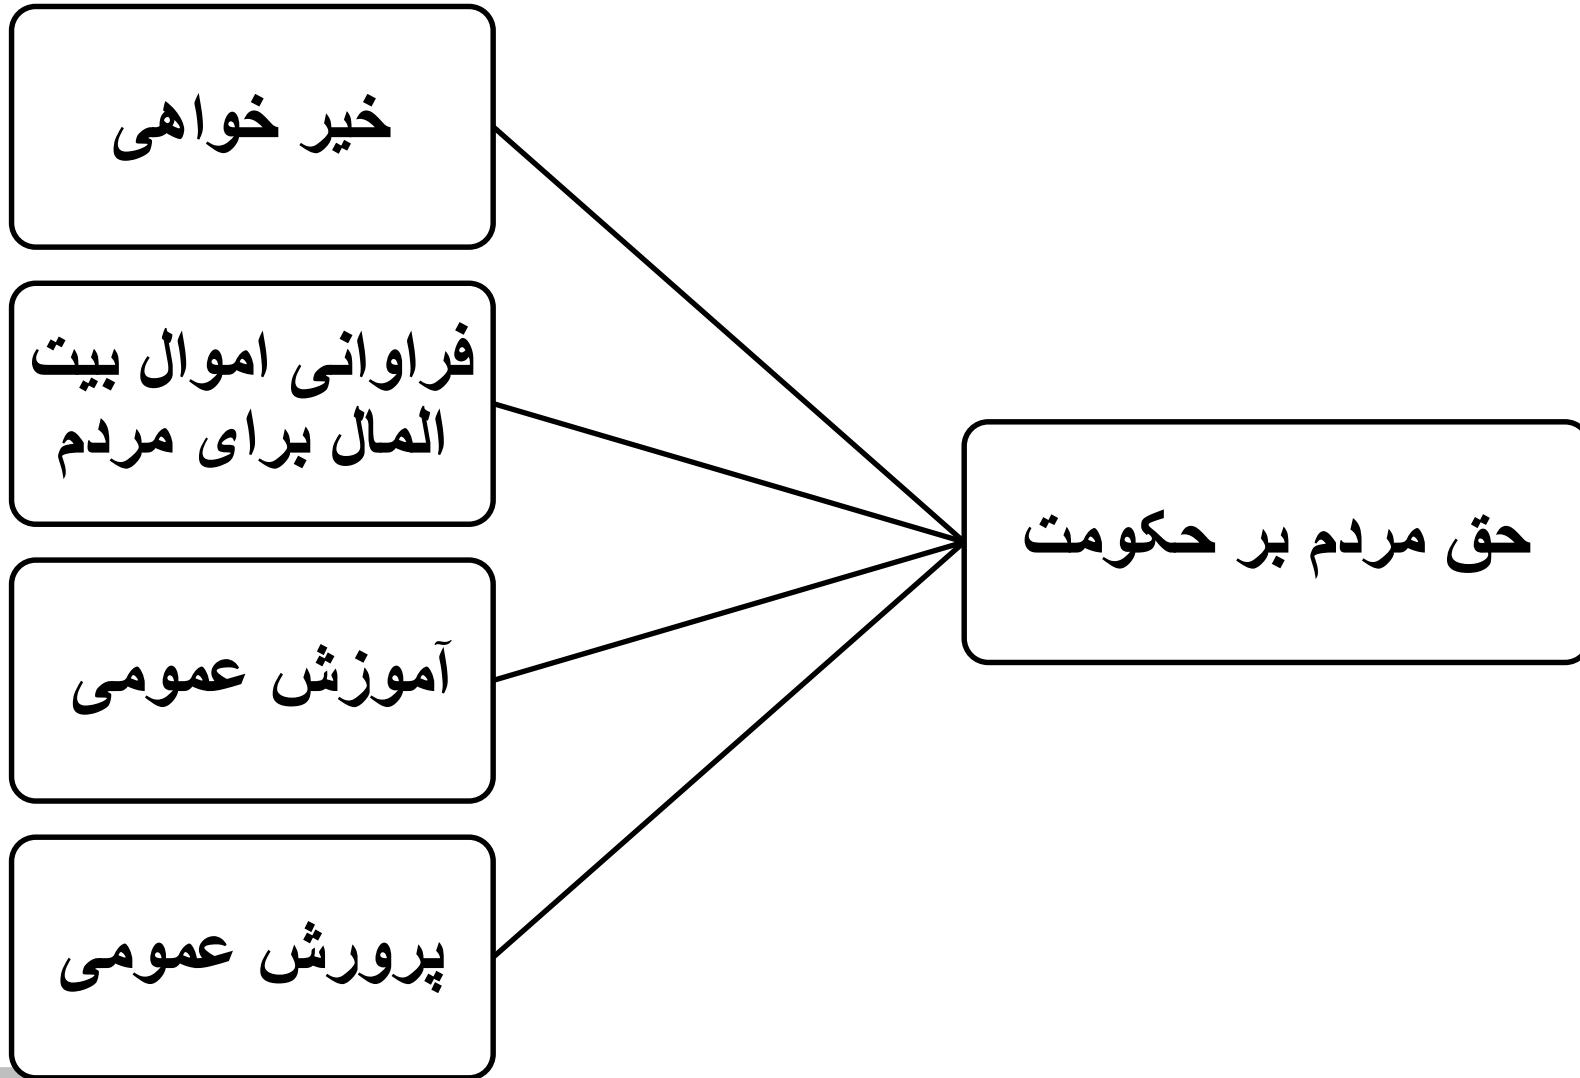 حق مردم بر حکومت
خیر خواهی
فراوانی اموال بیت
المال برای مردم
آموزش عمومی
پرورش عمومی